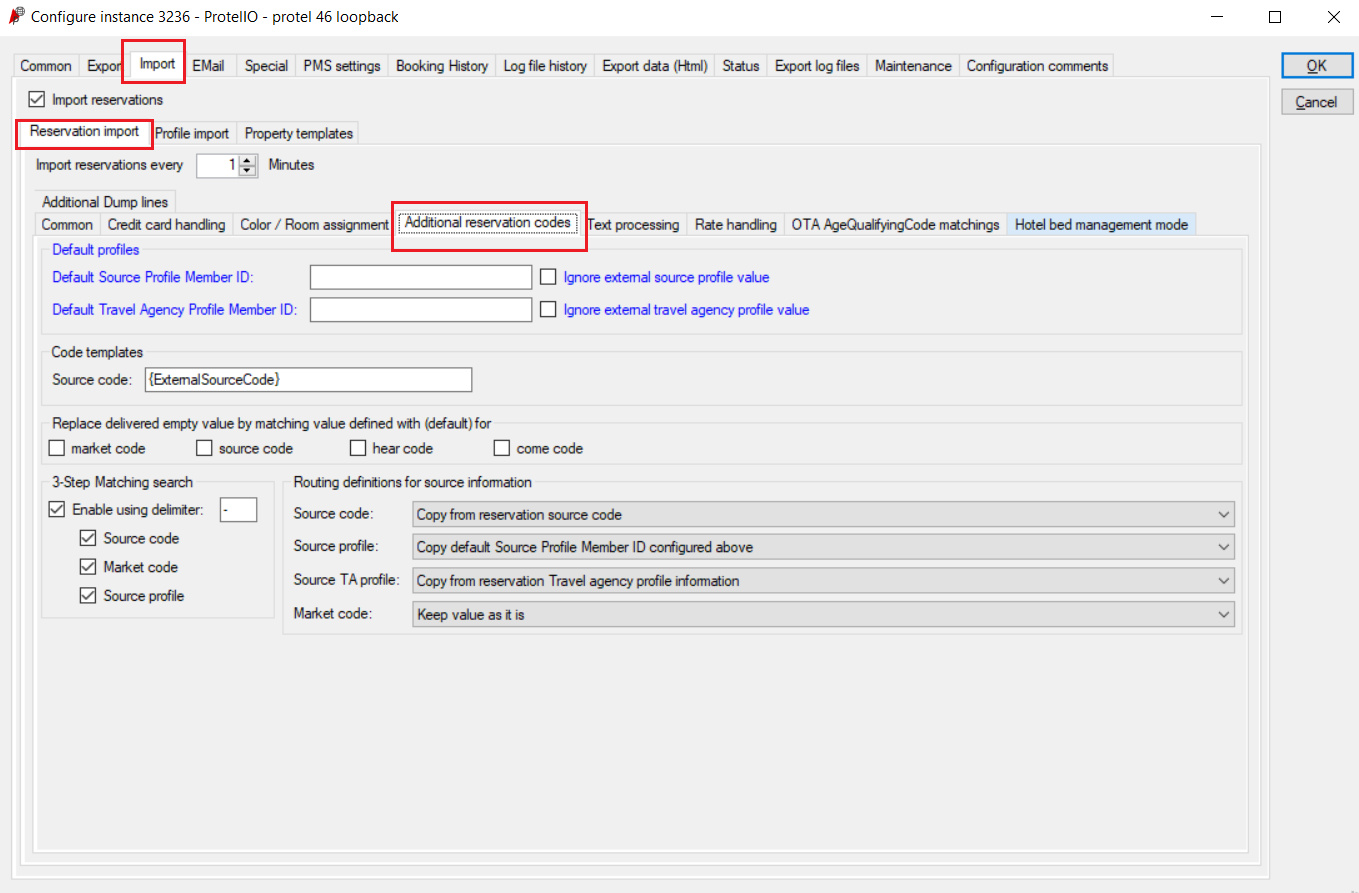 Configure instance 3236 - ProtelIO - protel 46 loopback
Common Export Import EMail Special PMS settings Booking History Log file history Export data (Html) Status Export log files Maintenance Configuration comments
OK
Cancel
Import reservations
Reservation import Profile import Property templates
Import reservations every 1 Minutes
Additional Dump lines
Common Credit card handling Color / Room assignment Additional reservation codes Text processing Rate handling OTA AgeQualifyingCode matchings Hotel bed management mode
Default profiles
Default Source Profile Member ID: Ignore external source profile value
Default Travel Agency Profile Member ID: Ignore external travel agency profile value
Code templates
Source code: {ExternalSourceCode}
Replace delivered empty value by matching value defined with (default) for
market code source code hear code come code
3-Step Matching search
Enable using delimiter: -
Source code
Market code
Source profile
Routing definitions for source information
Source code: Copy from reservation source code
Source profile: Copy default Source Profile Member ID configured above
Source TA profile: Copy from reservation Travel agency profile information
Market code: Keep value as it is